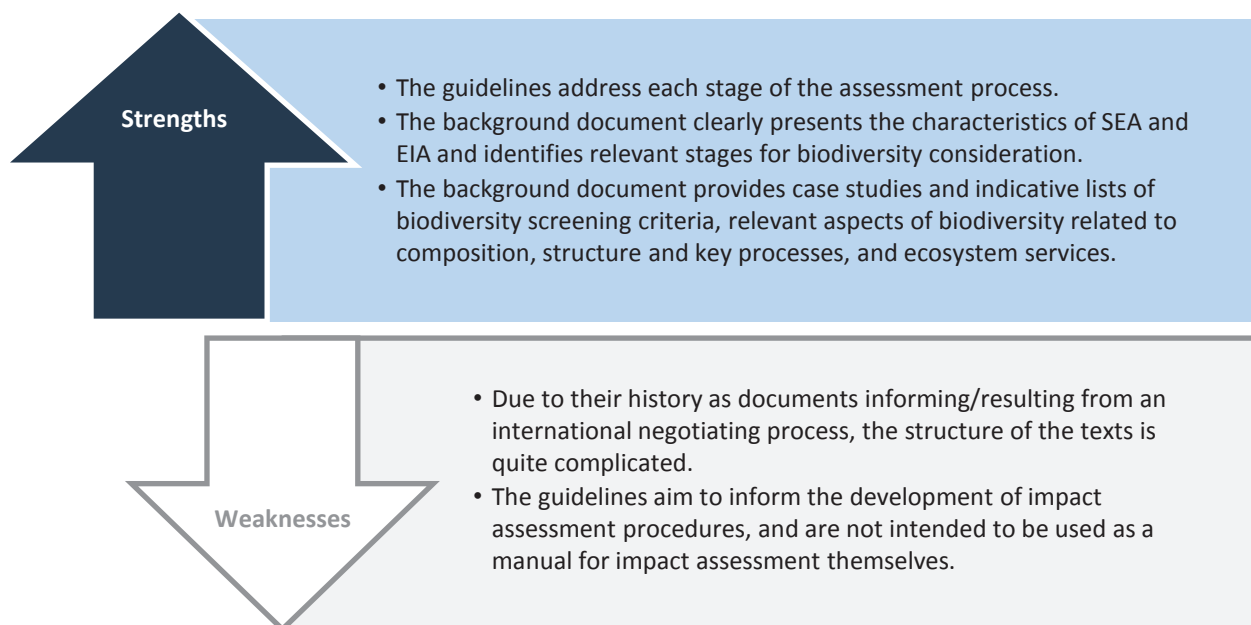 Strengths
• The guidelines address each stage of the assessment process.
• The background document clearly presents the characteristics of SEA and
EIA and identifies relevant stages for biodiversity consideration.
• The background document provides case studies and indicative lists of
biodiversity screening criteria, relevant aspects of biodiversity related to
composition, structure and key processes, and ecosystem services.
Weaknesses
• Due to their history as documents informing/resulting from an
international negotiating process, the structure of the texts is
quite complicated.
• The guidelines aim to inform the development of impact
assessment procedures, and are not intended to be used as a
manual for impact assessment themselves.